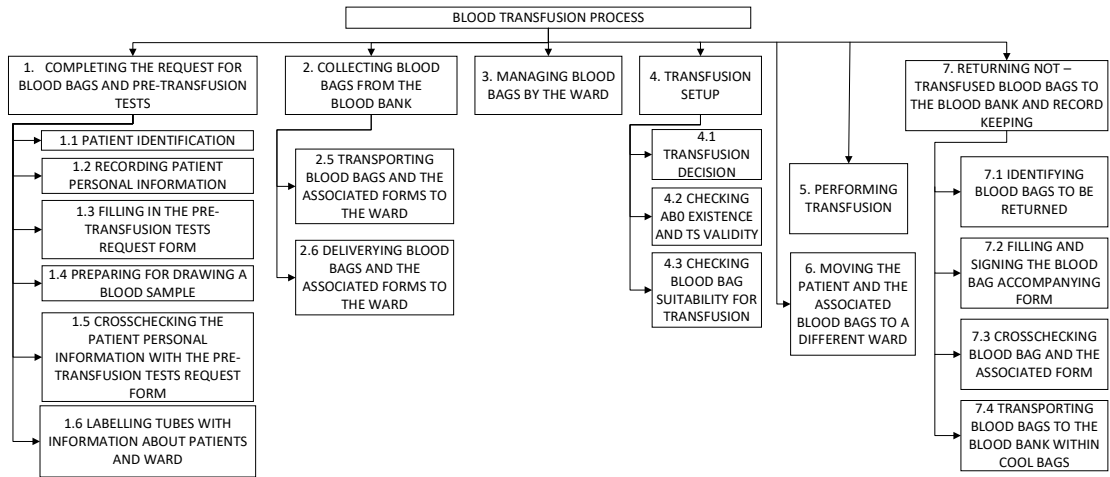 BLOOD TRANSFUSION PROCESS
1. COMPLETING THE REQUEST FOR
BLOOD BAGS AND PRE-TRANSFUSION
TESTS
1.1 PATIENT IDENTIFICATION
1.2 RECORDING PATIENT
PERSONAL INFORMATION
1.3 FILLING IN THE PRE-
TRANSFUSION TESTS
REQUEST FORM
1.4 PREPARING FOR DRAWING A
BLOOD SAMPLE
1.5 CROSSCHECKING THE
PATIENT PERSONAL
INFORMATION WITH THE PRE-
TRANSFUSION TESTS REQUEST
FORM
1.6 LABELLING TUBES WITH
INFORMATION ABOUT PATIENTS
AND WARD
2. COLLECTING BLOOD
BAGS FROM THE
BLOOD BANK
2.5 TRANSPORTING
BLOOD BAGS AND THE
ASSOCIATED FORMS TO
THE WARD
2.6 DELIVERYING BLOOD
BAGS AND THE
ASSOCIATED FORMS TO
THE WARD
3. MANAGING BLOOD
BAGS BY THE WARD
4. TRANSFUSION
SETUP
4.1
TRANSFUSION
DECISION
4.2 CHECKING
AB0 EXISTENCE
AND TS VALIDITY
4.3 CHECKING
BLOOD BAG
SUITABILITY FOR
TRANSFUSION
5. PERFORMING
TRANSFUSION
6. MOVING THE
PATIENT AND THE
ASSOCIATED
BLOOD BAGS TO A
DIFFERENT WARD
7. RETURNING NOT –
TRANSFUSED BLOOD BAGS TO
THE BLOOD BANK AND RECORD
KEEPING
7.1 IDENTIFYING
BLOOD BAGS TO BE
RETURNED
7.2 FILLING AND
SIGNING THE BLOOD
BAG ACCOMPANYING
FORM
7.3 CROSSCHECKING
BLOOD BAG AND THE
ASSOCIATED FORM
7.4 TRANSPORTING
BLOOD BAGS TO THE
BLOOD BANK WITHIN
COOL BAGS